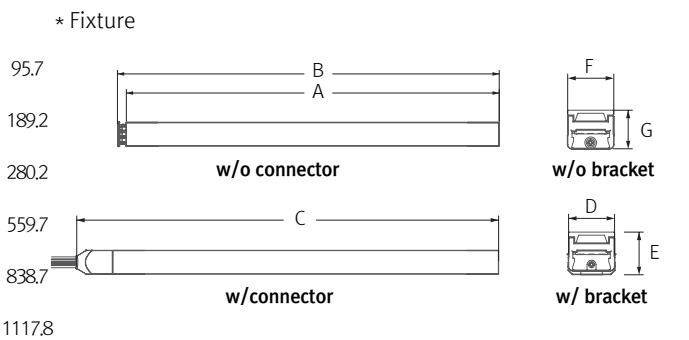 * Fixture
95.7
B
F
A
189.2
G
w/o connector
w/o bracket
280.2
C
D
559.7
E
838.7
w/connector
w/ bracket
1117.8